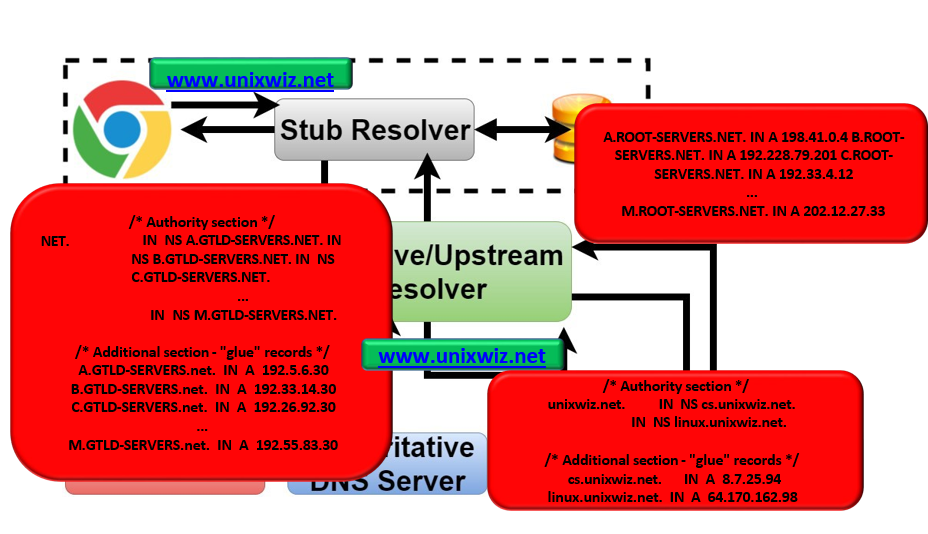 www.unixwiz.net
Stub Resolver
A.ROOT-SERVERS.NET. IN A 198.41.0.4 B.ROOT-
SERVERS.NET. IN A 192.228.79.201 C.ROOT-
SERVERS.NET. IN A 192.33.4.12
...
M.ROOT-SERVERS.NET. IN A 202.12.27.33
/* Authority section */
NET. IN NS A.GTLD-SERVERS.NET. IN
NS B.GTLD-SERVERS.NET. IN NS
C.GTLD-SERVERS.NET.
...
IN NS M.GTLD-SERVERS.NET.
/* Additional section - "glue" records */
A.GTLD-SERVERS.net. IN A 192.5.6.30
B.GTLD-SERVERS.net. IN A 192.33.14.30
C.GTLD-SERVERS.net. IN A 192.26.92.30
...
M.GTLD-SERVERS.net. IN A 192.55.83.30
ive/Upstream
esolver
www.unixwiz.net
/* Authority section */
unixwiz.net. IN NS cs.unixwiz.net.
IN NS linux.unixwiz.net.
/* Additional section - "glue" records */
cs.unixwiz.net. IN A 8.7.25.94
linux.unixwiz.net. IN A 64.170.162.98
ritative
DNS Server